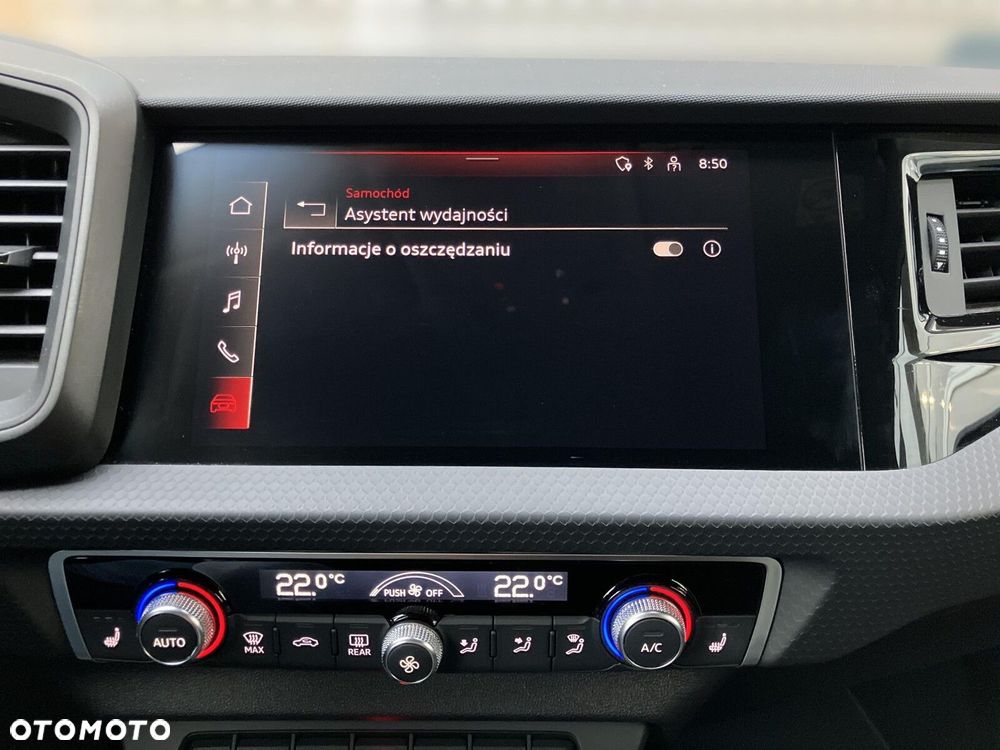 8:50
Samochód
Asystent wydajności
Informacje o oszczędzaniu
22.0°C
PUSH OFF
22.0°C
AUTO
MAX
REAR
A/C
OTOMOTO